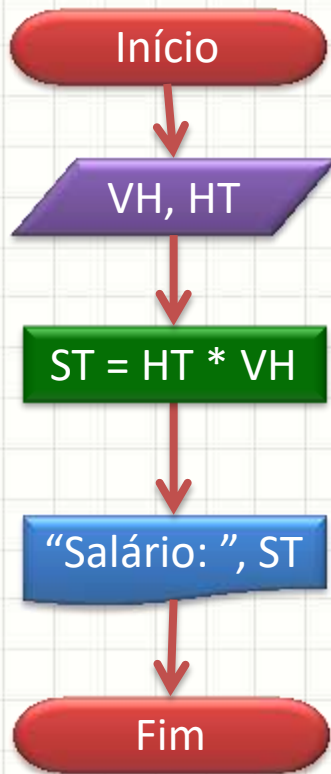 Início
VH, HT
ST = HT * VH
“Salário: ”, ST
Fim